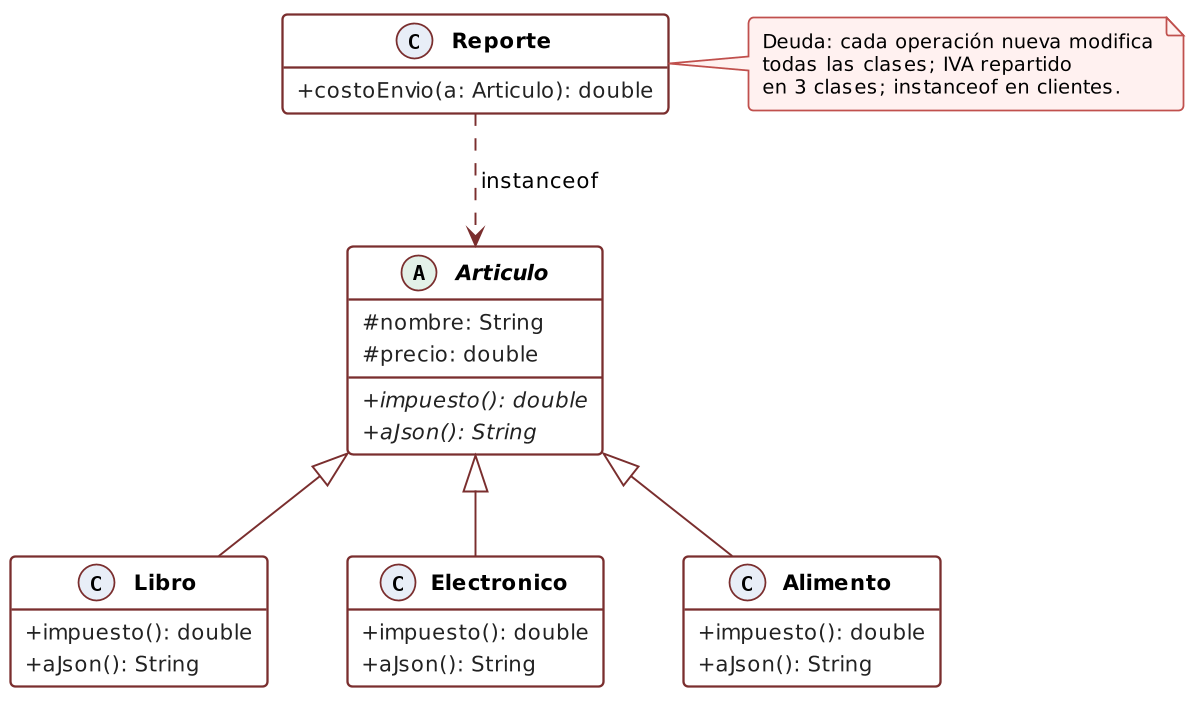 C Reporte
+costoEnvio(a: Articulo): double
Deuda: cada operación nueva modifica
todas las clases; IVA repartido
en 3 clases; instanceof en clientes.
instanceof
A Articulo
#nombre: String
#precio: double
+impuesto(): double
+aJson(): String
C Libro
+impuesto(): double
+aJson(): String
C Electronico
+impuesto(): double
+aJson(): String
C Alimento
+impuesto(): double
+aJson(): String